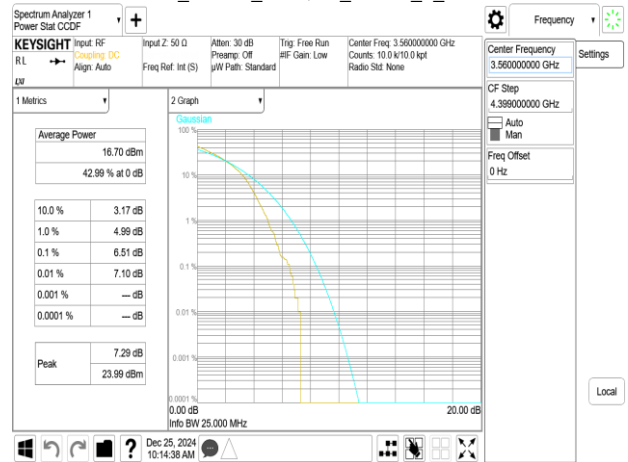 Spectrum Analyzer 1
Power Stat CCDF
+
Frequency
KEYSIGHT
RL
Input: RF
Coupling: DC
Align: Auto
Input Z: 50 Ω
Freq Ref: Int (S)
Atten: 30 dB
Preamp: Off
µW Path: Standard
Trig: Free Run
#IF Gain: Low
Center Freq: 3.560000000 GHz
Counts: 10.0 k/10.0 kpt
Radio Std: None
Center Frequency
3.560000000 GHz
Settings
CF Step
4.399000000 GHz
Auto
Man
Freq Offset
0 Hz
1 Metrics
Average Power
16.70 dBm
42.99 % at 0 dB
10.0 % 3.17 dB
1.0 % 4.99 dB
0.1 % 6.51 dB
0.01 % 7.10 dB
0.001 % --- dB
0.0001 % --- dB
Peak
7.29 dB
23.99 dBm
2 Graph
Gaussian
100 %
10 %
1 %
0.1 %
0.01 %
0.001 %
0.0001 %
0.00 dB 20.00 dB
Info BW 25.000 MHz
Local
?
Dec 25, 2024
10:14:38 AM